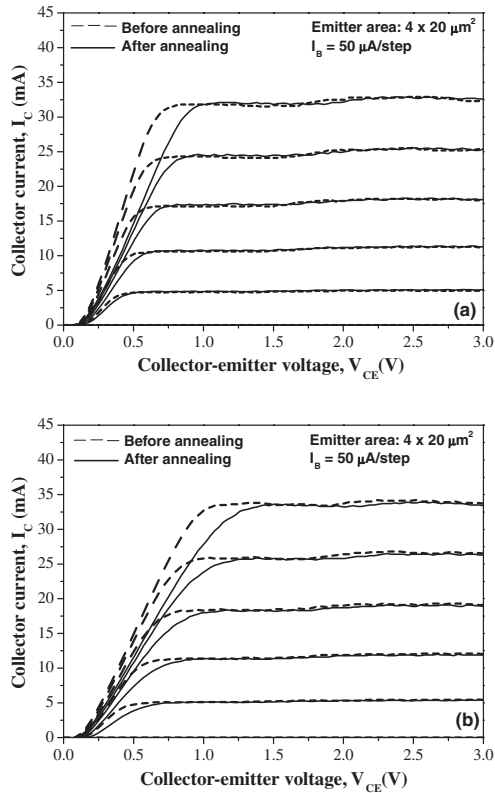 45
40
35
30
25
20
15
10
5
0
Collector current, I_C (mA)
Before annealing
After annealing
Emitter area: 4 x 20 μm²
I_B = 50 μA/step
(a)
0.0 0.5 1.0 1.5 2.0 2.5 3.0
Collector-emitter voltage, V_CE(V)
45
40
35
30
25
20
15
10
5
0
Collector current, I_C (mA)
Before annealing
After annealing
Emitter area: 4 x 20 μm²
I_B = 50 μA/step
(b)
0.0 0.5 1.0 1.5 2.0 2.5 3.0
Collector-emitter voltage, V_CE(V)